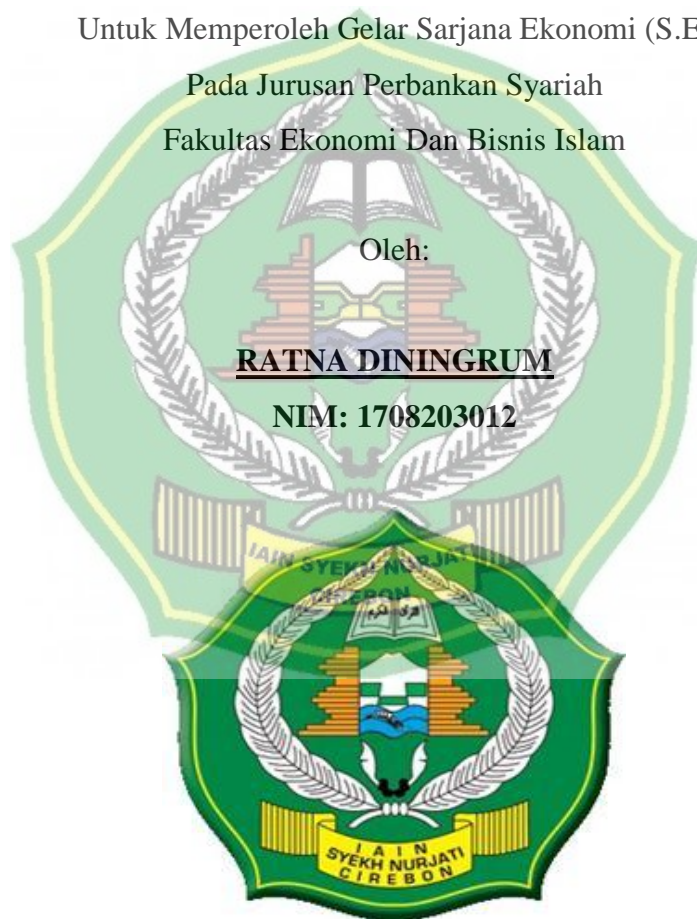 Untuk Memperoleh Gelar Sarjana Ekonomi (S.E
Pada Jurusan Perbankan Syariah
Fakultas Ekonomi Dan Bisnis Islam
Oleh:
RATNA DININGRUM
NIM: 1708203012
IAIN SYEKH NURJATI
CIREBON
IAIN
SYEKH NURJATI
CIREBON